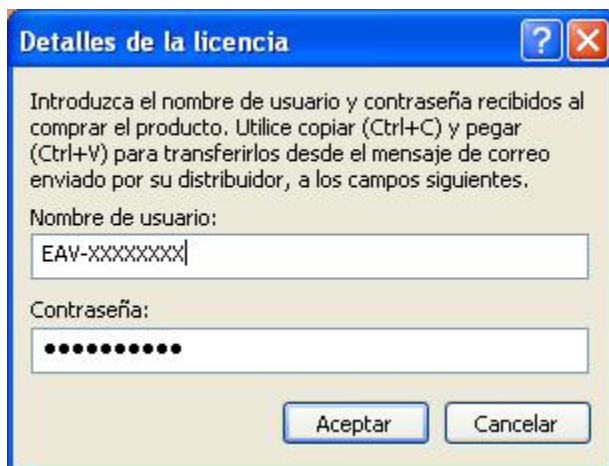 Detalles de la licencia
Introduzca el nombre de usuario y contraseña recibidos al
comprar el producto. Utilice copiar (Ctrl+C) y pegar
(Ctrl+V) para transferirlos desde el mensaje de correo
enviado por su distribuidor, a los campos siguientes.
Nombre de usuario:
EAV-XXXXXXXX
Contraseña:
●●●●●●●●●●
Aceptar Cancelar